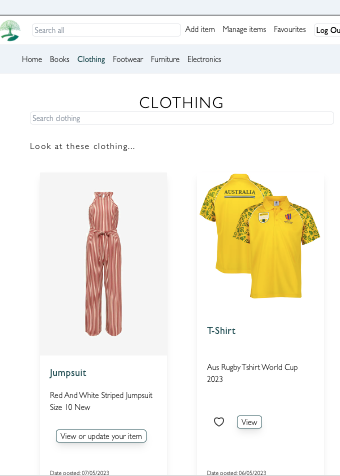 Search all
Add item Manage items Favourites Log Ou
Home Books Clothing Footwear Furniture Electronics
CLOTHING
Search clothing
Look at these clothing...
AUSTRALIA
Jumpsuit
Red And White Striped Jumpsuit
Size 10 New
View or update your item
Date posted: 07/05/2023
T-Shirt
Aus Rugby Tshirt World Cup
2023
View
Date posted: 06/05/2023